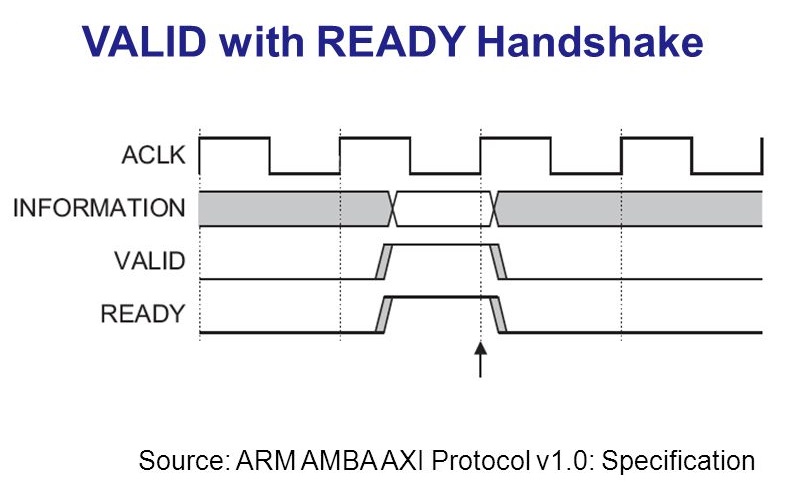 VALID with READY Handshake
ACLK
INFORMATION
VALID
READY
Source: ARM AMBA AXI Protocol v1.0: Specification